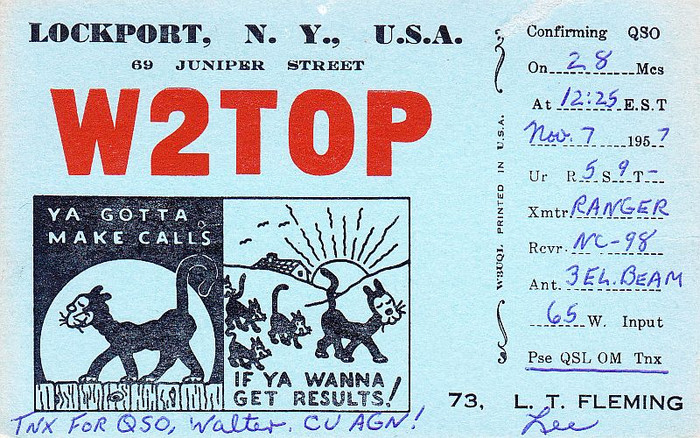 LOCKPORT, N. Y., U.S.A.
69 JUNIPER STREET
W2TOP
YA GOTTA
MAKE CALLS
IF YA WANNA
GET RESULTS!
TNX FOR QSO, Walter, CU AGN!
W8UQL PRINTED IN U.S.A.
Confirming QSO
On 28 Mcs
At 12:25 E.S.T
Nov. 7 1957
Ur R 5 S 9 T -
Xmtr RANGER
Rcvr. NC-98
Ant. 3EL. BEAM
65 W. Input
Pse QSL OM Tnx
73, L. T. FLEMING
Lee